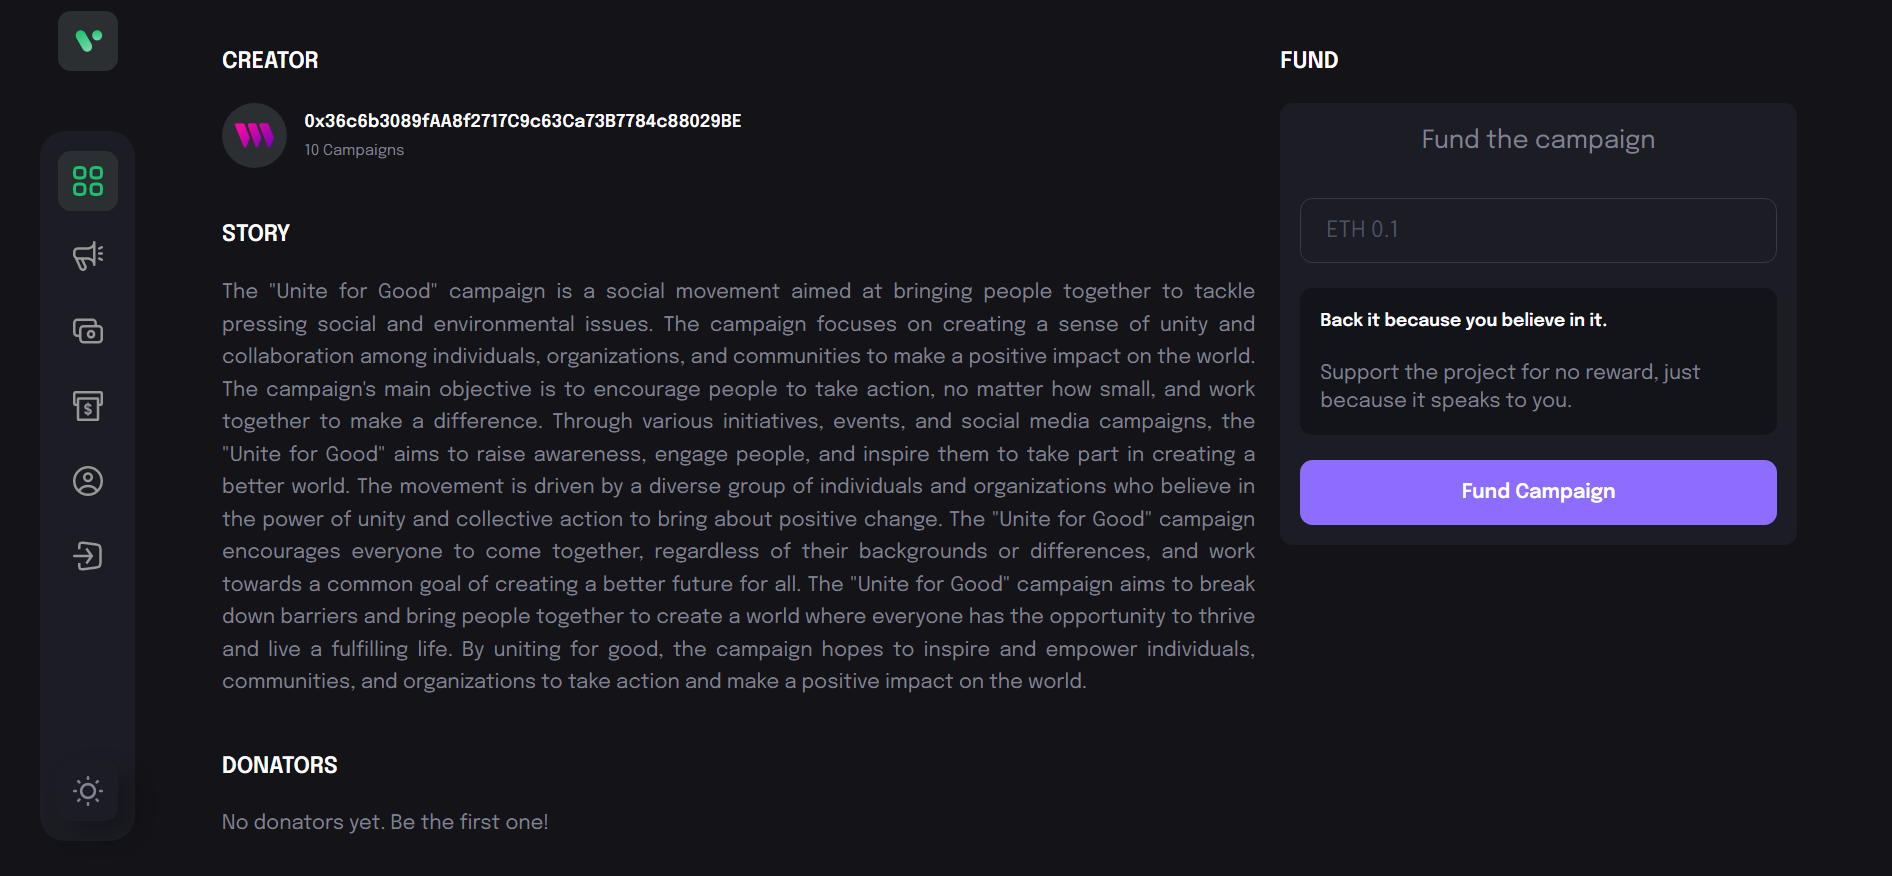 CREATOR
0x36c6b3089fAA8f2717C9c63Ca73B7784c88029BE
10 Campaigns
STORY
The "Unite for Good" campaign is a social movement aimed at bringing people together to tackle
pressing social and environmental issues. The campaign focuses on creating a sense of unity and
collaboration among individuals, organizations, and communities to make a positive impact on the world.
The campaign's main objective is to encourage people to take action, no matter how small, and work
together to make a difference. Through various initiatives, events, and social media campaigns, the
"Unite for Good" aims to raise awareness, engage people, and inspire them to take part in creating a
better world. The movement is driven by a diverse group of individuals and organizations who believe in
the power of unity and collective action to bring about positive change. The "Unite for Good" campaign
encourages everyone to come together, regardless of their backgrounds or differences, and work
towards a common goal of creating a better future for all. The "Unite for Good" campaign aims to break
down barriers and bring people together to create a world where everyone has the opportunity to thrive
and live a fulfilling life. By uniting for good, the campaign hopes to inspire and empower individuals,
communities, and organizations to take action and make a positive impact on the world.
DONATORS
No donators yet. Be the first one!
FUND
Fund the campaign
ETH 0.1
Back it because you believe in it.
Support the project for no reward, just
because it speaks to you.
Fund Campaign